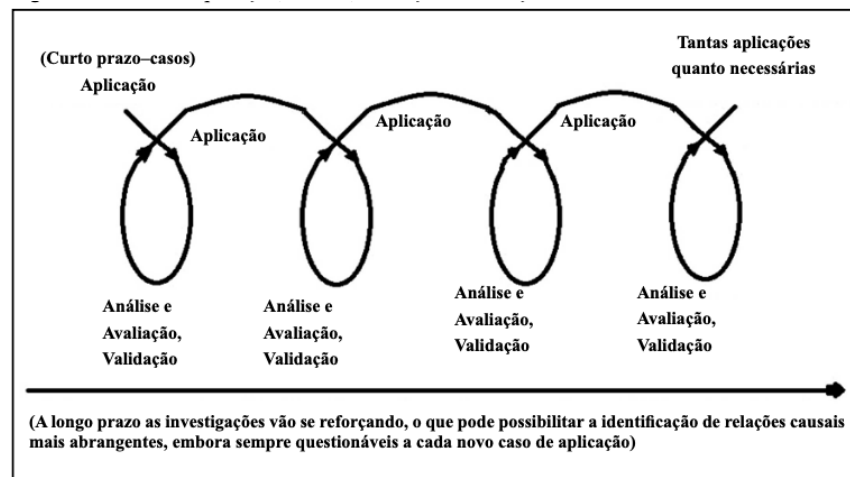 (Curto prazo–casos)
Aplicação
Tantas aplicações
quanto necessárias
Aplicação
Aplicação
Aplicação
Análise e
Avaliação,
Validação
Análise e
Avaliação,
Validação
Análise e
Avaliação,
Validação
Análise e
Avaliação,
Validação
(A longo prazo as investigações vão se reforçando, o que pode possibilitar a identificação de relações causais
mais abrangentes, embora sempre questionáveis a cada novo caso de aplicação)